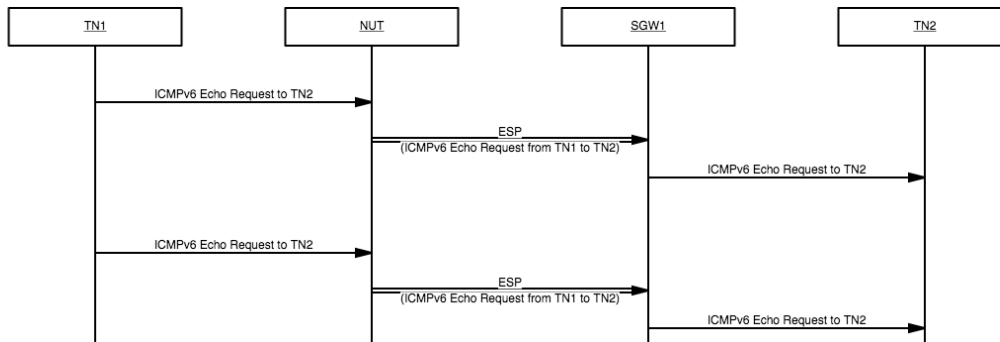 TN1
NUT
SGW1
TN2
ICMPv6 Echo Request to TN2
ESP
(ICMPv6 Echo Request from TN1 to TN2)
ICMPv6 Echo Request to TN2
ICMPv6 Echo Request to TN2
ESP
(ICMPv6 Echo Request from TN1 to TN2)
ICMPv6 Echo Request to TN2